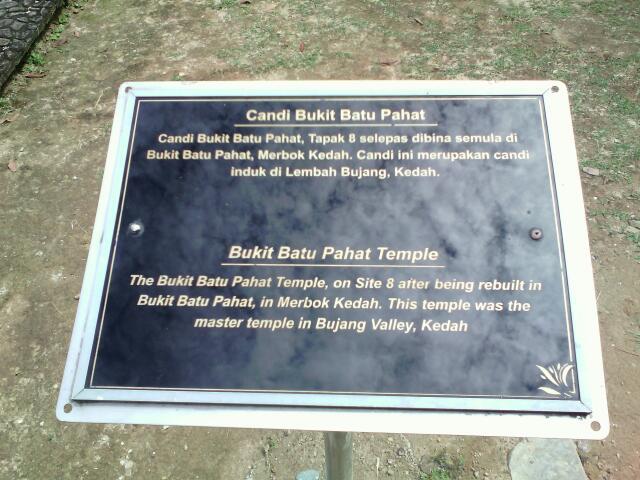 Candi Bukit Batu Pahat
Candi Bukit Batu Pahat, Tapak 8 selepas dibina semula di
Bukit Batu Pahat, Merbok Kedah. Candi ini merupakan candi
induk di Lembah Bujang, Kedah.
Bukit Batu Pahat Temple
The Bukit Batu Pahat Temple, on Site 8 after being rebuilt in
Bukit Batu Pahat, in Merbok Kedah. This temple was the
master temple in Bujang Valley, Kedah